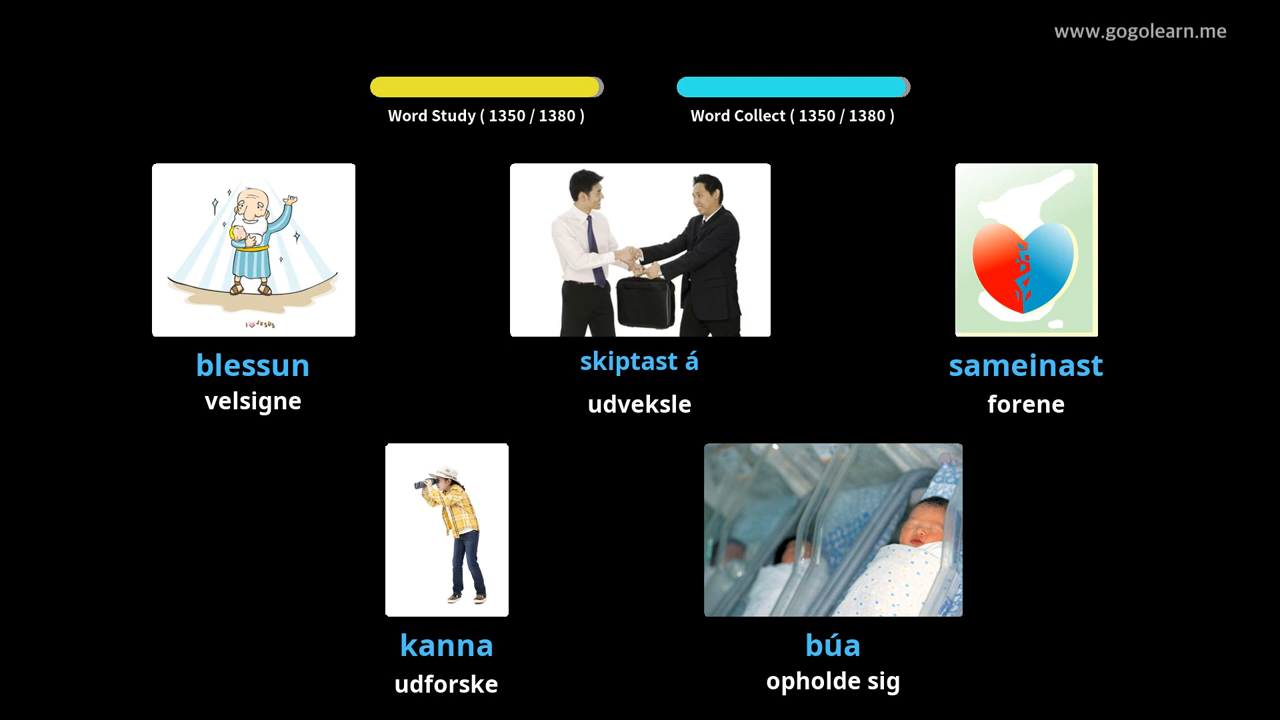 www.gogolearn.me
Word Study ( 1350 / 1380 )
Word Collect ( 1350 / 1380 )
I ❤ JESUS
blessun
velsigne
skiptast á
udveksle
sameinast
forene
kanna
udforske
búa
opholde sig